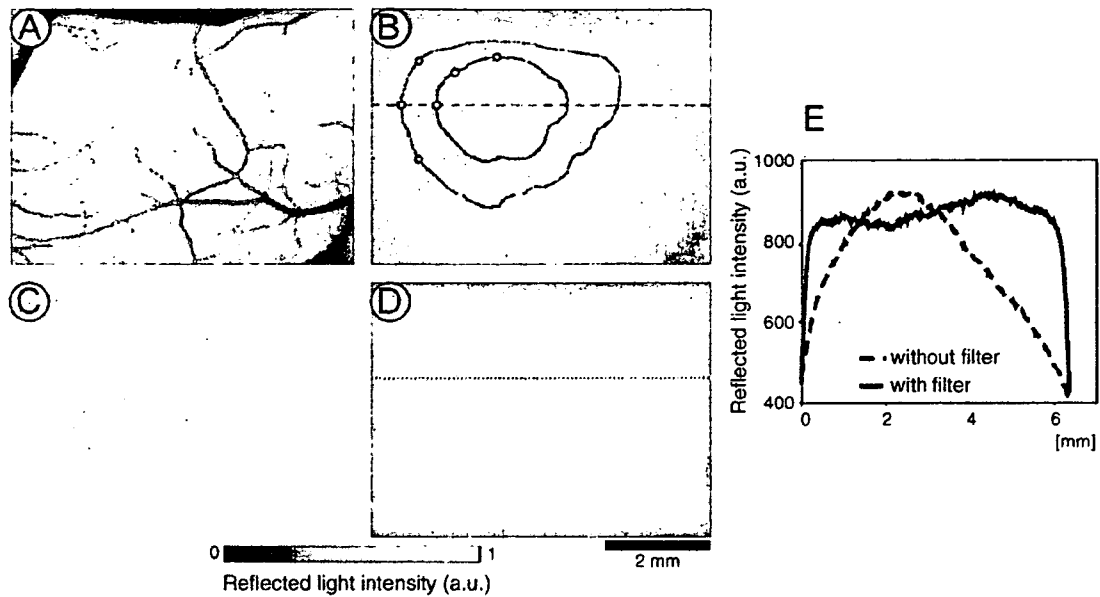 A
B
C
D
0
1
Reflected light intensity (a.u.)
2 mm
E
Reflected light intensity (a.u.)
1000
800
600
400
- - · without filter
with filter
0
2
4
6
[mm]